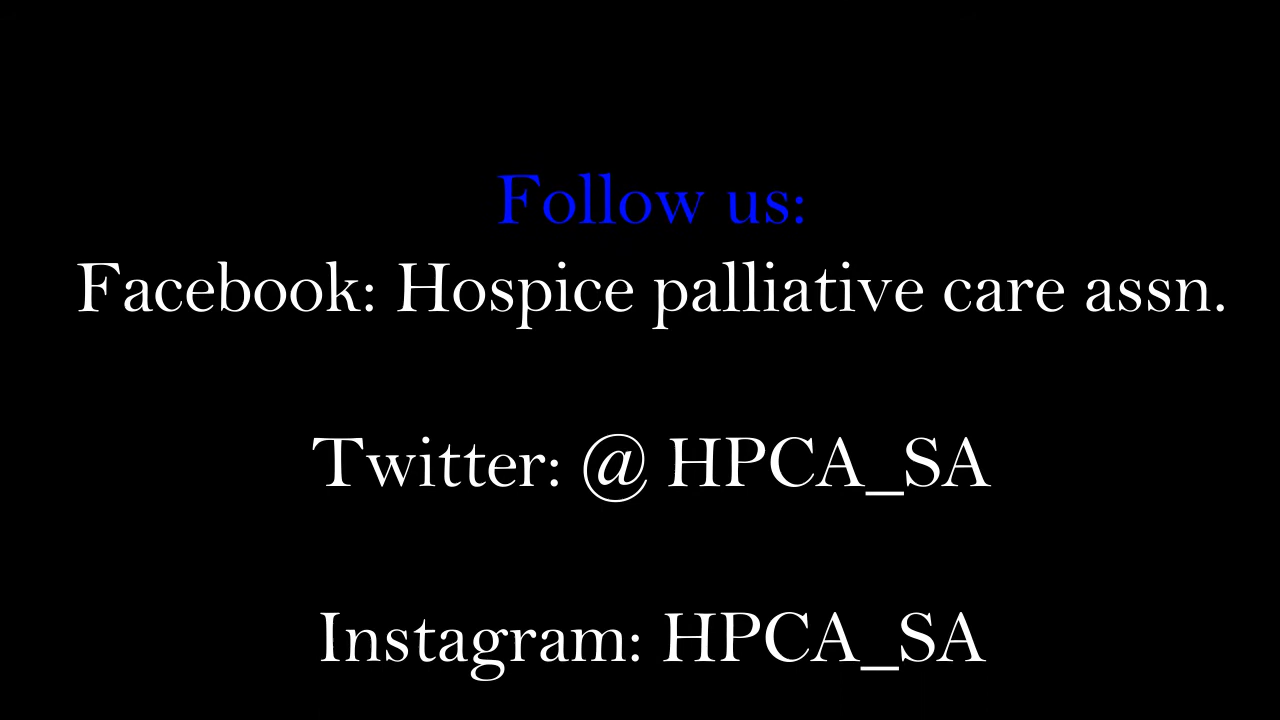 Follow us:
Facebook: Hospice palliative care assn.
Twitter: @ HPCA_SA
Instagram: HPCA_SA